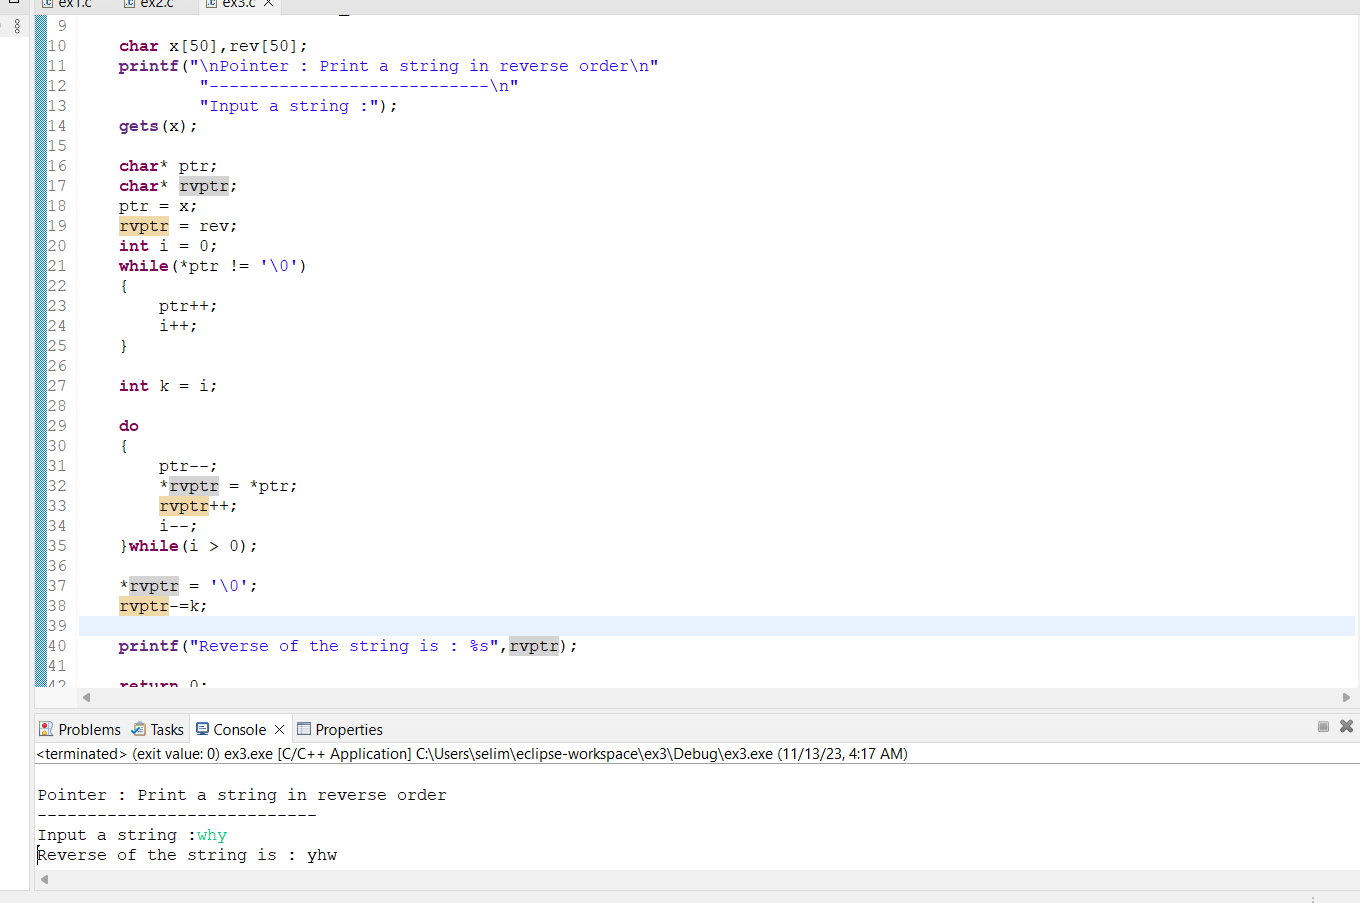 ex1.c ex2.c ex3.c
9
10 char x[50],rev[50];
11 printf("\nPointer : Print a string in reverse order\n"
12 "----------------------------\n"
13 "Input a string :");
14 gets(x);
15
16 char* ptr;
17 char* rvptr;
18 ptr = x;
19 rvptr = rev;
20 int i = 0;
21 while(*ptr != '\0')
22 {
23 ptr++;
24 i++;
25 }
26
27 int k = i;
28
29 do
30 {
31 ptr--;
32 *rvptr = *ptr;
33 rvptr++;
34 i--;
35 }while(i > 0);
36
37 *rvptr = '\0';
38 rvptr-=k;
39
40 printf("Reverse of the string is : %s",rvptr);
41
42 return 0;
Problems Tasks Console Properties
<terminated> (exit value: 0) ex3.exe [C/C++ Application] C:\Users\selim\eclipse-workspace\ex3\Debug\ex3.exe (11/13/23, 4:17 AM)
Pointer : Print a string in reverse order
----------------------------
Input a string :why
Reverse of the string is : yhw